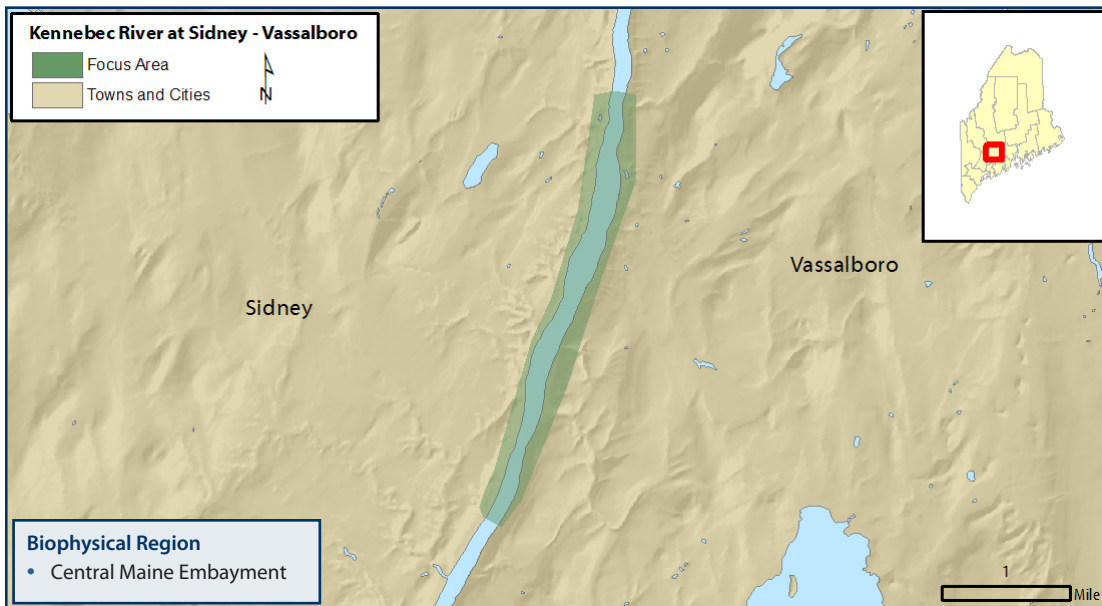 Kennebec River at Sidney - Vassalboro
Focus Area
Towns and Cities
N
Vassalboro
Sidney
Biophysical Region
• Central Maine Embayment
1
Mile